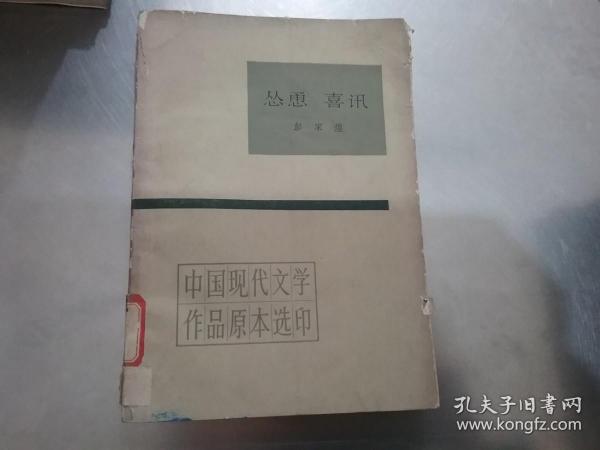 怂恿 喜讯
彭家煌
中国现代文学
作品原本选印
孔夫子旧书网
www.kongfz.com